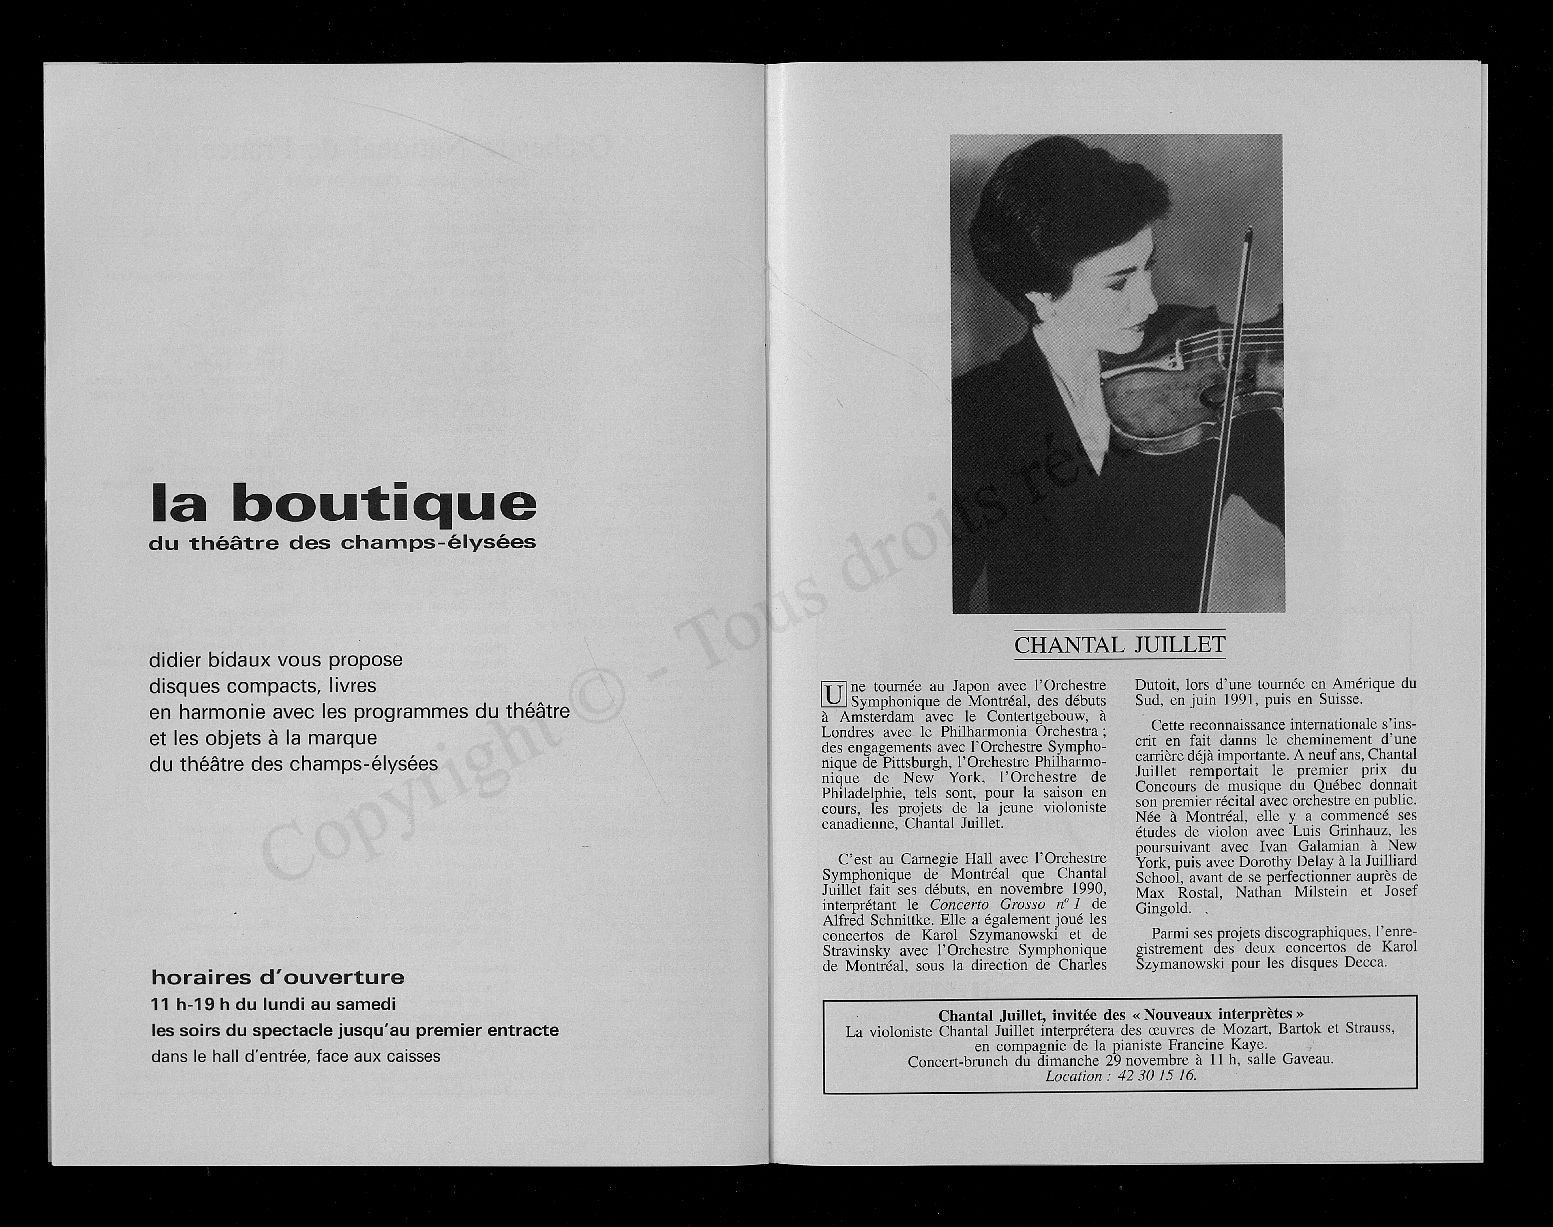 la boutique
du théâtre des champs-élysées
didier bidaux vous propose
disques compacts, livres
en harmonie avec les programmes du théâtre
et les objets à la marque
du théâtre des champs-élysées
horaires d'ouverture
11 h-19 h du lundi au samedi
les soirs du spectacle jusqu'au premier entracte
dans le hall d'entrée, face aux caisses
CHANTAL JUILLET
Une tournée au Japon avec l'Orchestre
Symphonique de Montréal, des débuts
à Amsterdam avec le Contertgebouw, à
Londres avec le Philharmonia Orchestra ;
des engagements avec l'Orchestre Sympho-
nique de Pittsburgh, l'Orchestre Philharmo-
nique de New York, l'Orchestre de
Philadelphie, tels sont, pour la saison en
cours, les projets de la jeune violoniste
canadienne, Chantal Juillet.
C'est au Carnegie Hall avec l'Orchestre
Symphonique de Montréal que Chantal
Juillet fait ses débuts, en novembre 1990,
interprétant le Concerto Grosso n° 1 de
Alfred Schnittke. Elle a également joué les
concertos de Karol Szymanowski et de
Stravinsky avec l'Orchestre Symphonique
de Montréal, sous la direction de Charles
Dutoit, lors d'une tournée en Amérique du
Sud, en juin 1991, puis en Suisse.
Cette reconnaissance internationale s'ins-
crit en fait danns le cheminement d'une
carrière déjà importante. A neuf ans, Chantal
Juillet remportait le premier prix du
Concours de musique du Québec donnait
son premier récital avec orchestre en public.
Née à Montréal, elle y a commencé ses
études de violon avec Luis Grinhauz, les
poursuivant avec Ivan Galamian à New
York, puis avec Dorothy Delay à la Juilliard
School, avant de se perfectionner auprès de
Max Rostal, Nathan Milstein et Josef
Gingold.
Parmi ses projets discographiques, l'enre-
gistrement des deux concertos de Karol
Szymanowski pour les disques Decca.
Chantal Juillet, invitée des « Nouveaux interprètes »
La violoniste Chantal Juillet interprétera des œuvres de Mozart, Bartok et Strauss,
en compagnie de la pianiste Francine Kaye.
Concert-brunch du dimanche 29 novembre à 11 h, salle Gaveau.
Location : 42 30 15 16.
Copyright © - Tous droits rés